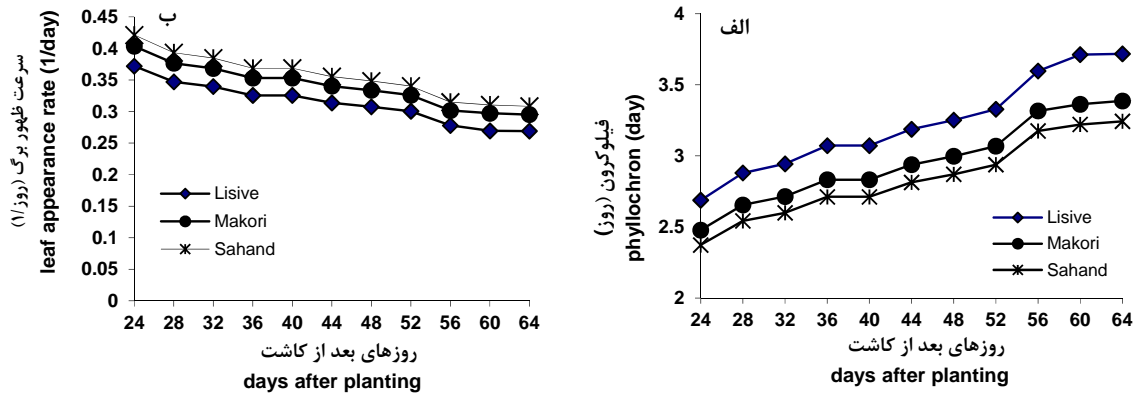 ب
0.45
0.4
0.35
0.3
0.25
0.2
0.15
0.1
0.05
0
سرعت ظهور برگ (روز/1)
leaf appearance rate (1/day)
Lisive
Makori
Sahand
24 28 32 36 40 44 48 52 56 60 64
روزهای بعد از کاشت
days after planting
الف
4
3.5
3
2.5
2
فیلوکرون (روز)
phyllochron (day)
Lisive
Makori
Sahand
24 28 32 36 40 44 48 52 56 60 64
روزهای بعد از کاشت
days after planting